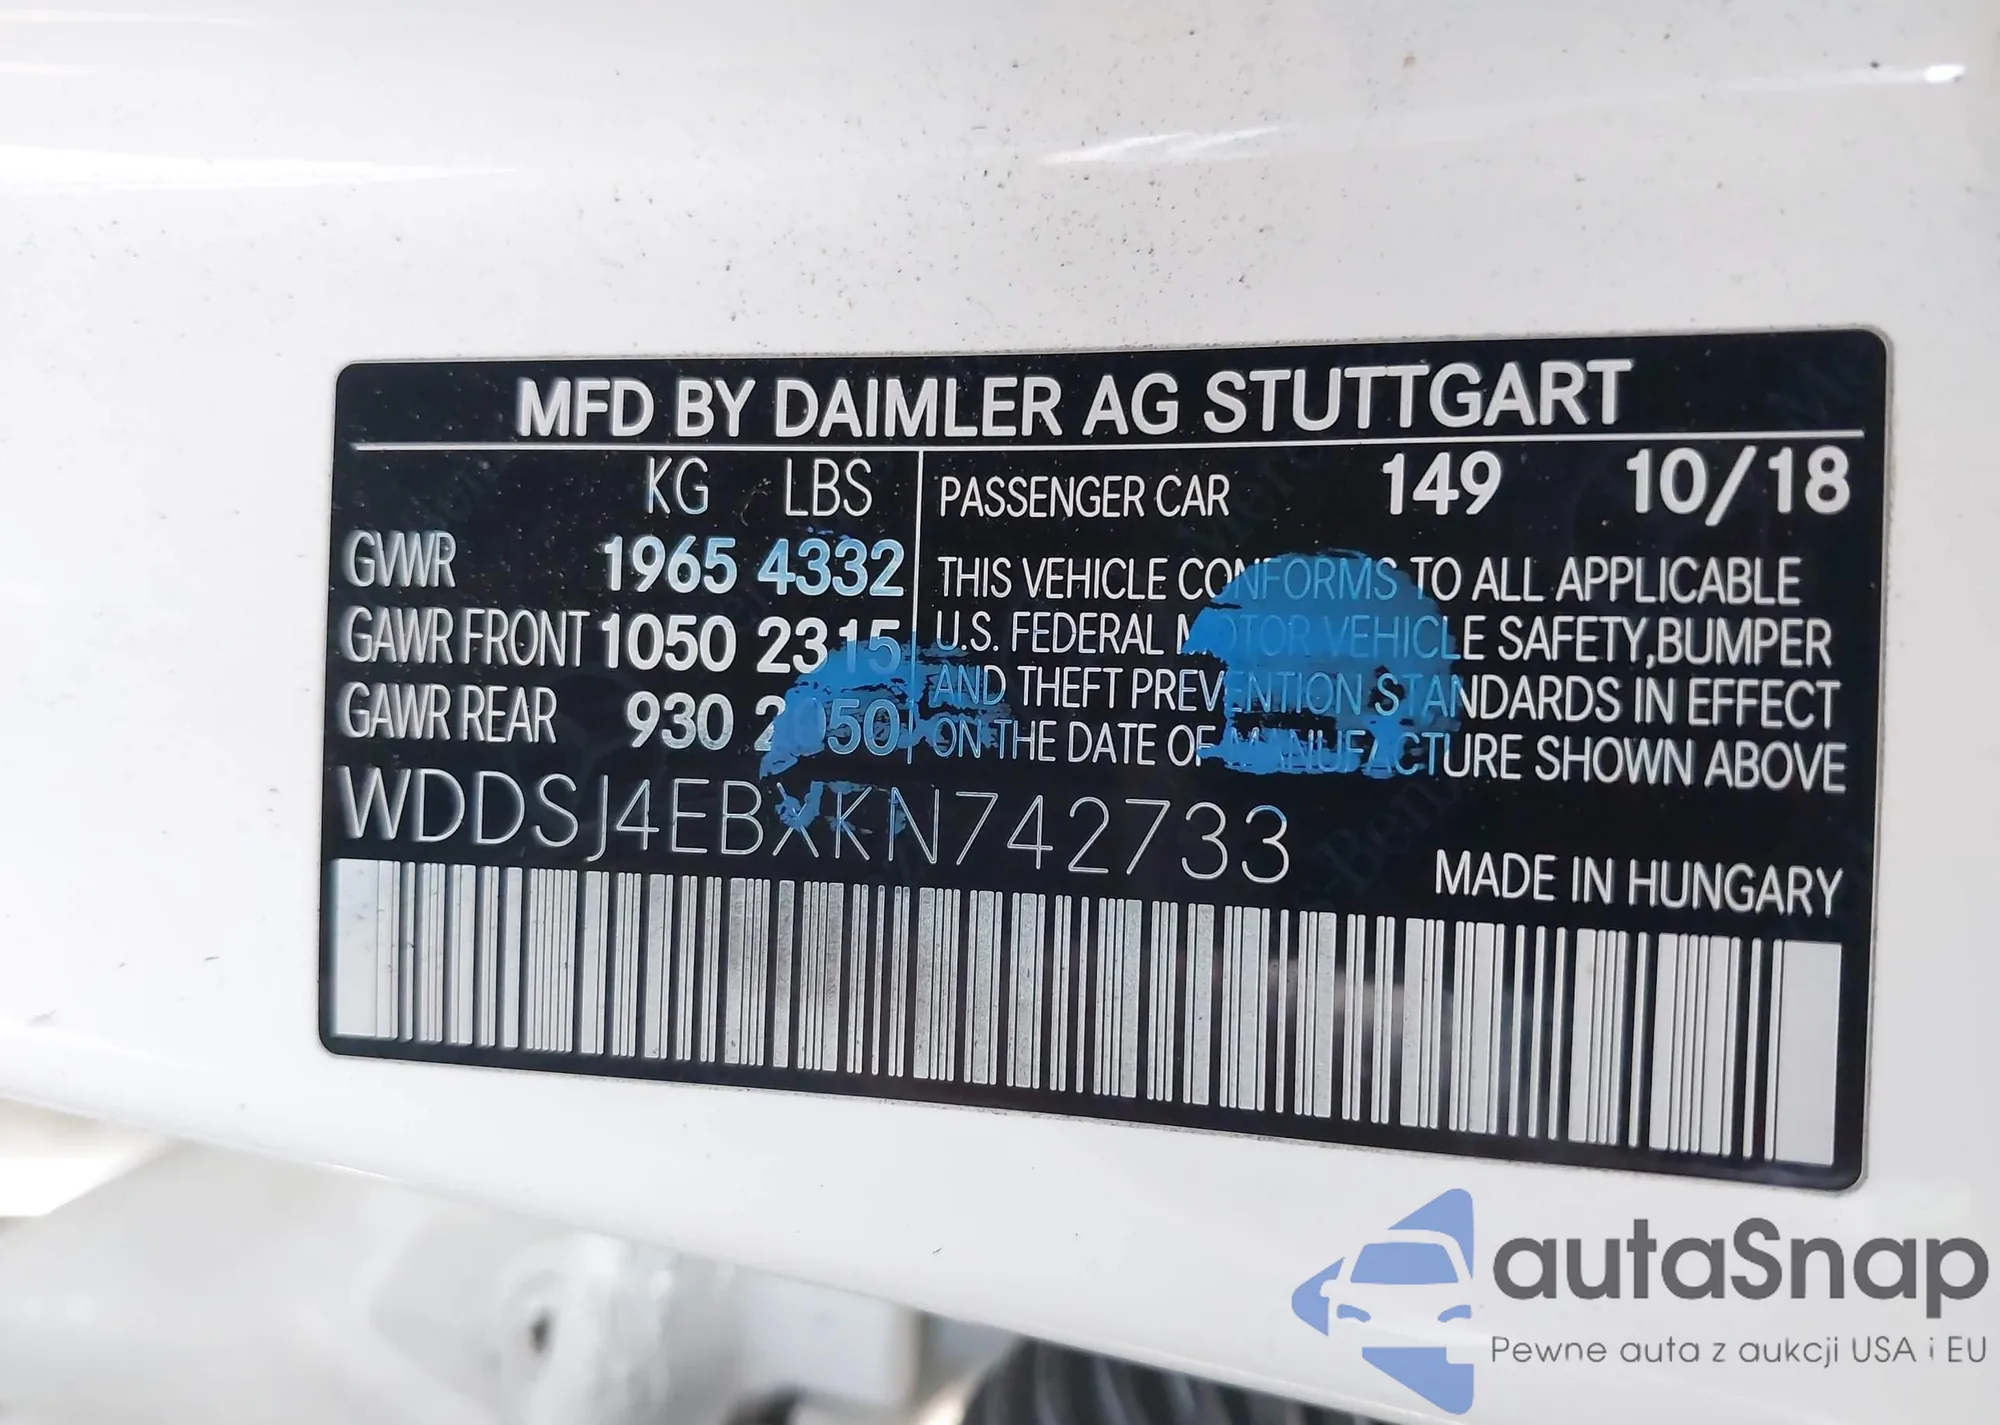 MFD BY DAIMLER AG STUTTGART
KG LBS
GVWR 1965 4332
GAWR FRONT 1050 2315
GAWR REAR 930 2050
PASSENGER CAR 149 10/18
THIS VEHICLE CONFORMS TO ALL APPLICABLE
U.S. FEDERAL MOTOR VEHICLE SAFETY,BUMPER
AND THEFT PREVENTION STANDARDS IN EFFECT
ON THE DATE OF MANUFACTURE SHOWN ABOVE
WDDSJ4EBXKN742733
MADE IN HUNGARY
autaSnap
Pewne auta z aukcji USA i EU